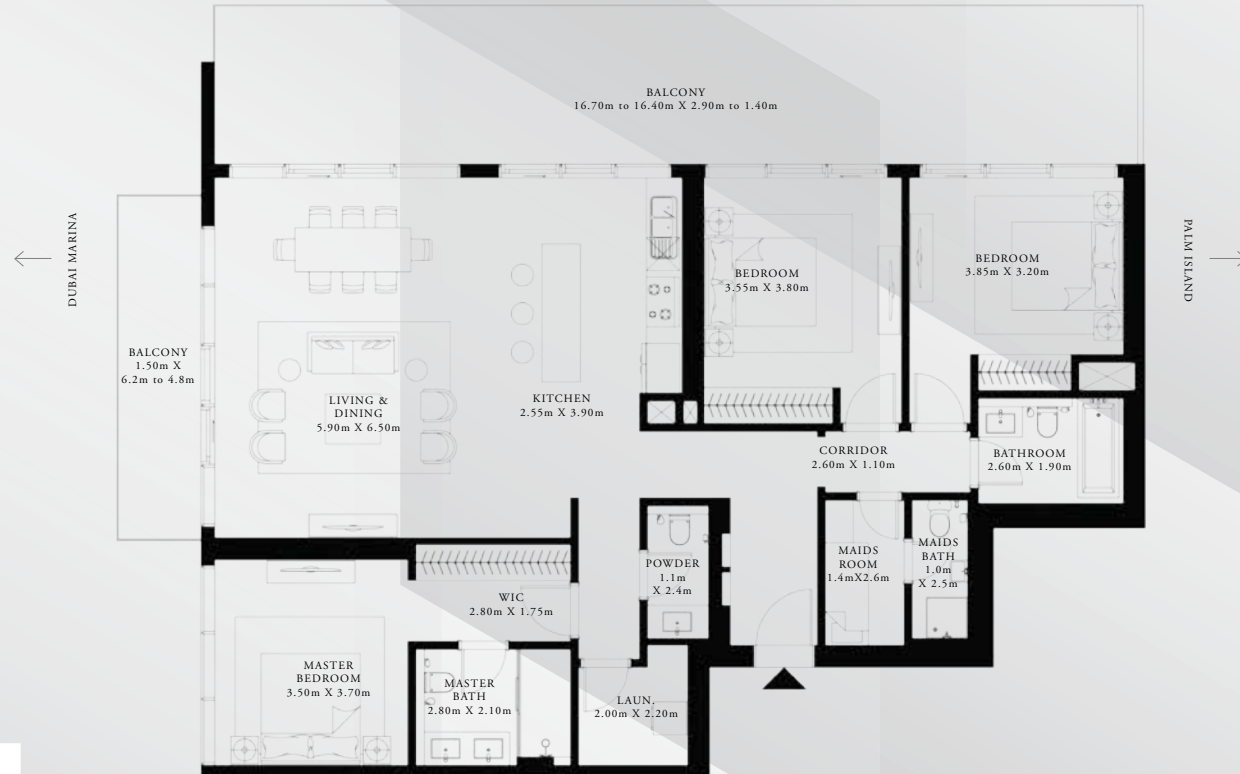 BALCONY
16.70m to 16.40m X 2.90m to 1.40m
DUBAI MARINA
PALM ISLAND
BALCONY
1.50m X
6.2m to 4.8m
LIVING &
DINING
5.90m X 6.50m
KITCHEN
2.55m X 3.90m
BEDROOM
3.55m X 3.80m
BEDROOM
3.85m X 3.20m
CORRIDOR
2.60m X 1.10m
BATHROOM
2.60m X 1.90m
POWDER
1.1m
X 2.4m
MAIDS
ROOM
1.4mX2.6m
MAIDS
BATH
1.0m
X 2.5m
WIC
2.80m X 1.75m
MASTER
BEDROOM
3.50m X 3.70m
MASTER
BATH
2.80m X 2.10m
LAUN.
2.00m X 2.20m